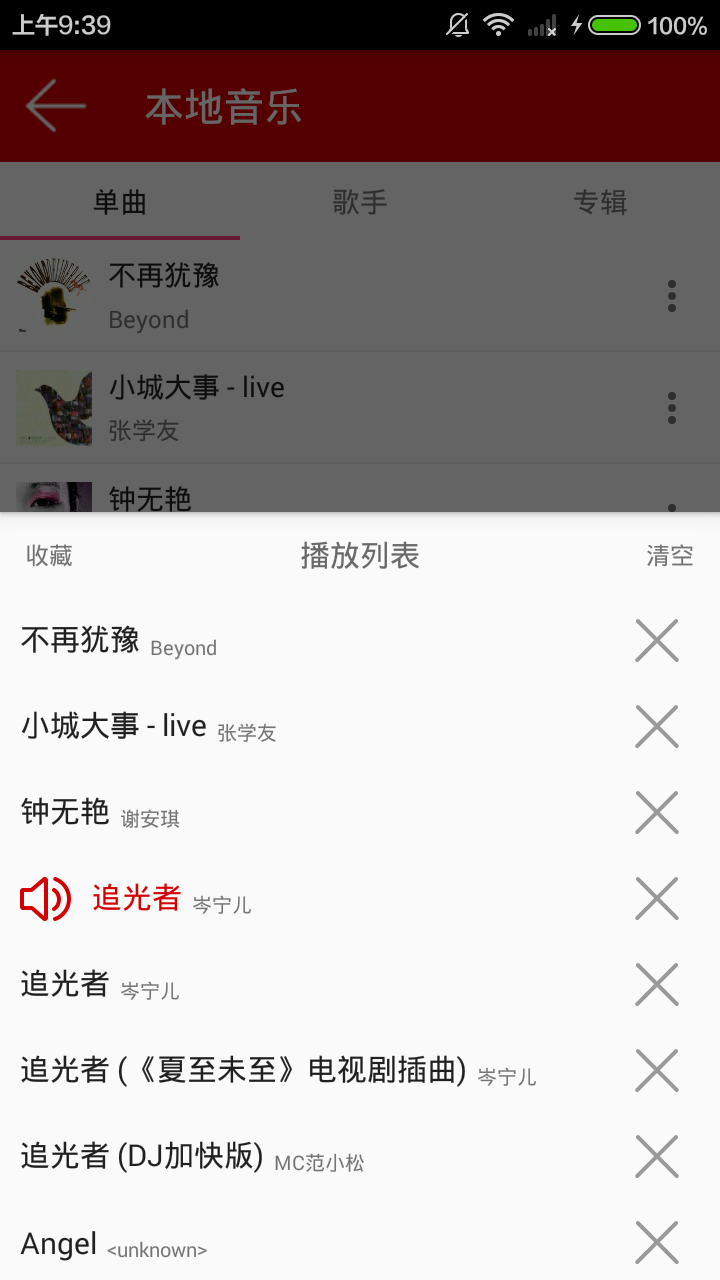 上午9:39
100%
本地音乐
单曲 歌手 专辑
不再犹豫
Beyond
小城大事 - live
张学友
钟无艳
收藏 播放列表 清空
不再犹豫 Beyond
小城大事 - live 张学友
钟无艳 谢安琪
追光者 岑宁儿
追光者 岑宁儿
追光者 (《夏至未至》电视剧插曲) 岑宁儿
追光者 (DJ加快版) MC范小松
Angel <unknown>